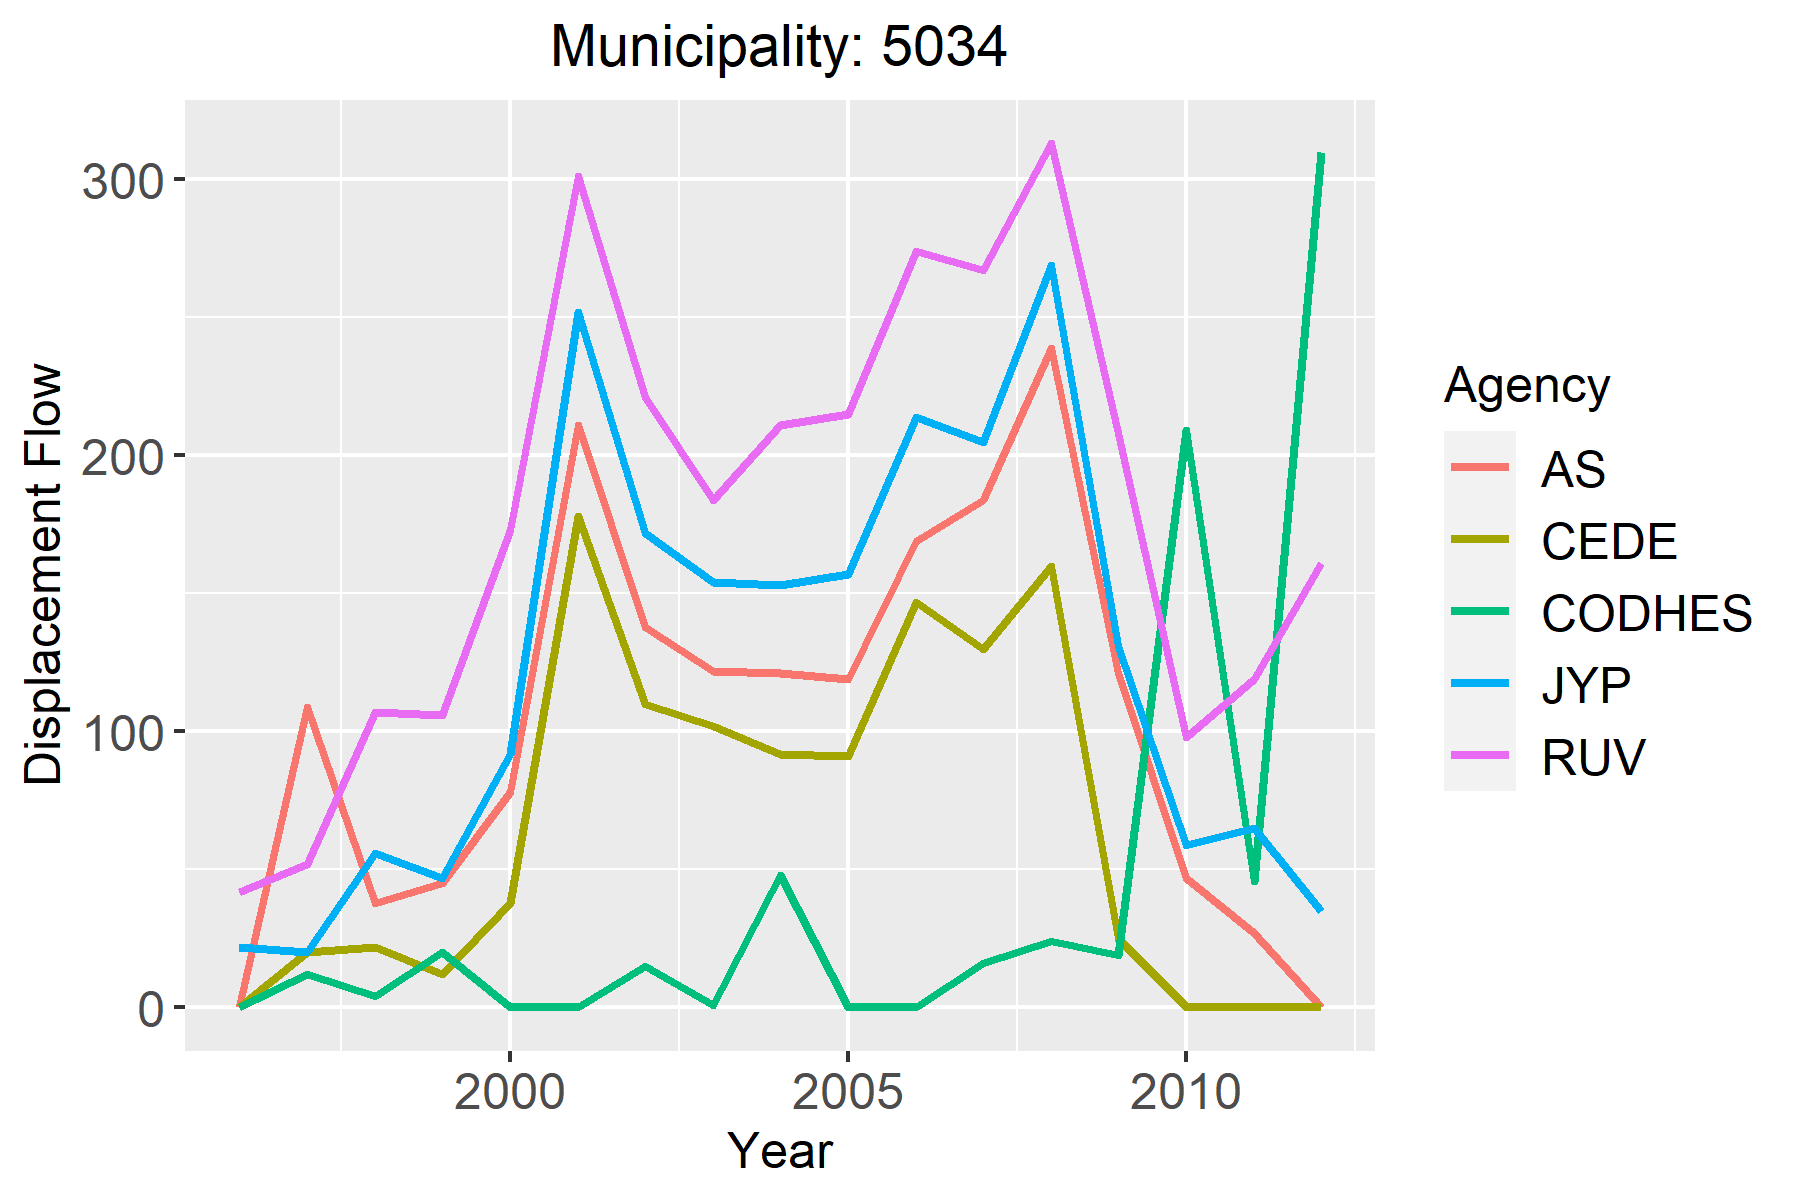 Municipality: 5034
Displacement Flow
300
200
100
0
2000 2005 2010
Year
Agency
AS
CEDE
CODHES
JYP
RUV